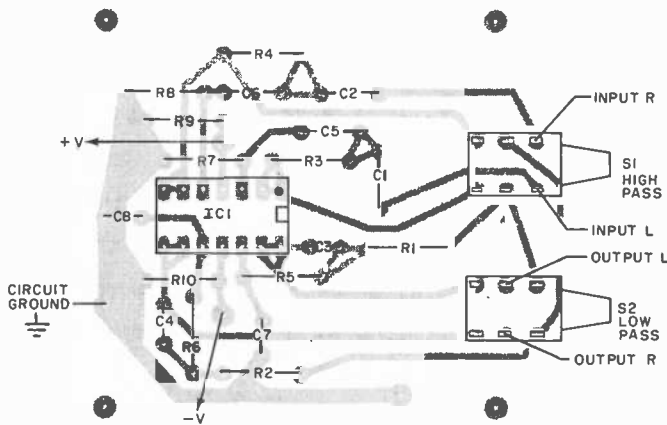 R4
R8
C6
C2
INPUT R
R9
+V
C5
R7
R3
C1
S1
HIGH
PASS
IC1
-C8-
INPUT L
C3
R1
OUTPUT L
R10
R5
CIRCUIT
GROUND
S2
LOW
PASS
C4
R6
C7
OUTPUT R
R2
-V